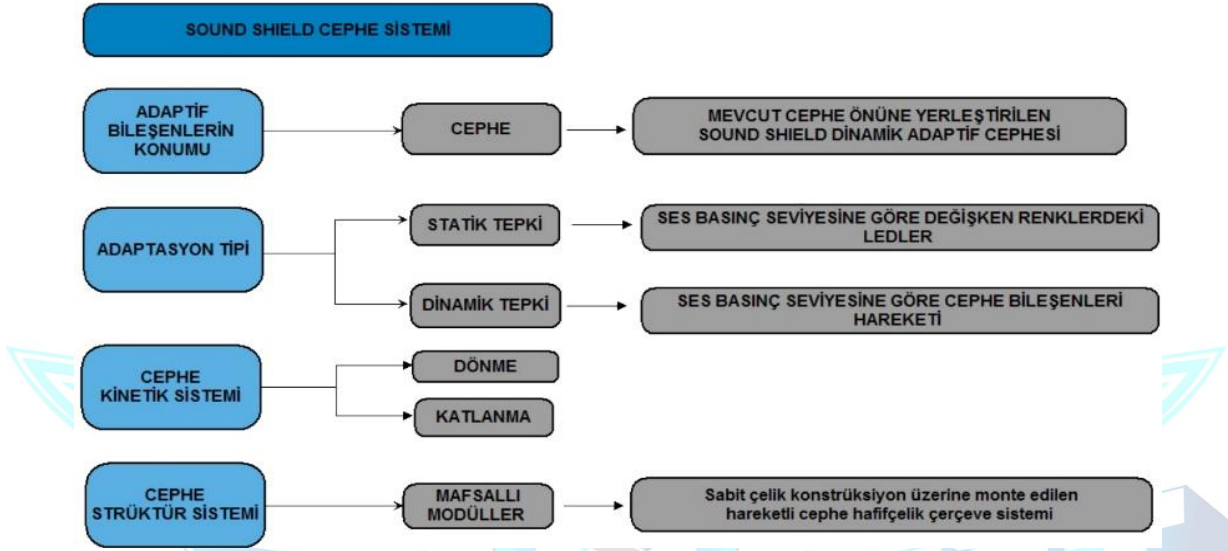 SOUND SHIELD CEPHE SİSTEMİ
ADAPTİF
BİLEŞENLERİN
KONUMU
CEPHE
MEVCUT CEPHE ÖNÜNE YERLEŞTİRİLEN
SOUND SHIELD DİNAMİK ADAPTİF CEPHESİ
ADAPTASYON TİPİ
STATİK TEPKİ
SES BASINÇ SEVİYESİNE GÖRE DEĞİŞKEN RENKLERDEKİ
LEDLER
DİNAMİK TEPKİ
SES BASINÇ SEVİYESİNE GÖRE CEPHE BİLEŞENLERİ
HAREKETİ
CEPHE
KİNETİK SİSTEMİ
DÖNME
KATLANMA
CEPHE
STRÜKTÜR SİSTEMİ
MAFSALLI
MODÜLLER
Sabit çelik konstrüksiyon üzerine monte edilen
hareketli cephe hafifçelik çerçeve sistemi